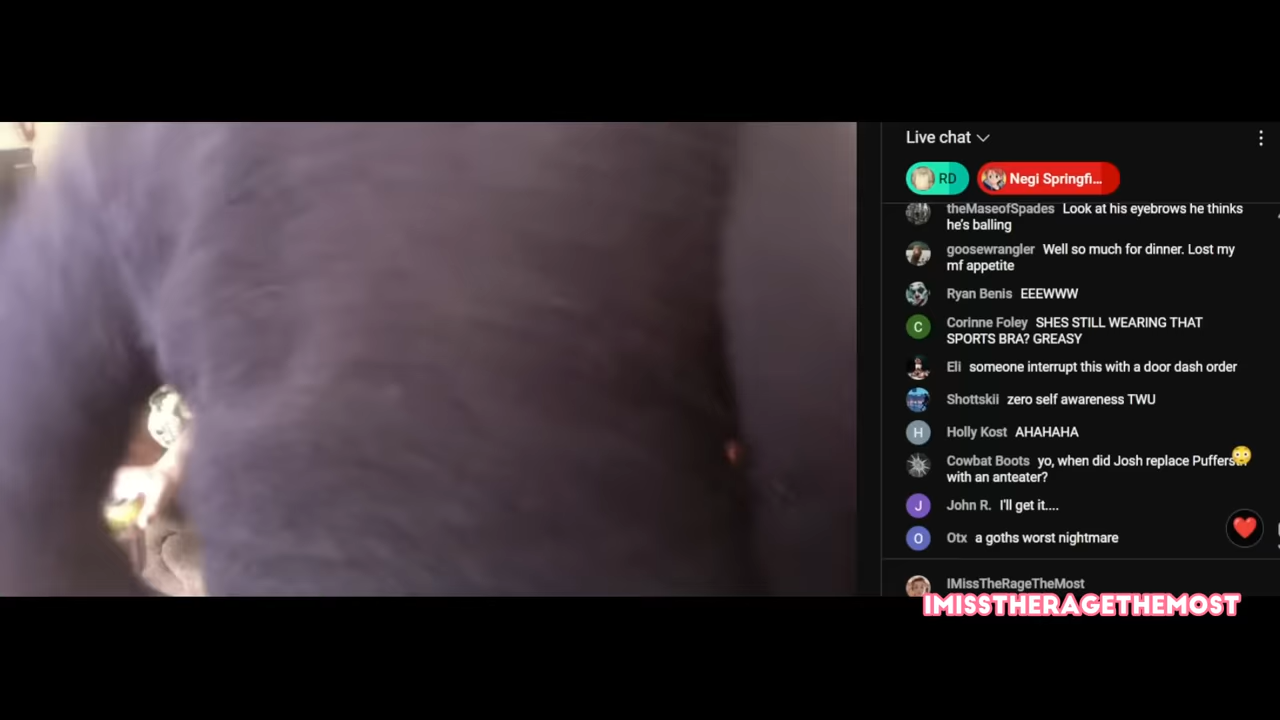 Live chat
RD
Negi Springfi...
theMaseofSpades Look at his eyebrows he thinks
he's balling
goosewrangler Well so much for dinner. Lost my
mf appetite
Ryan Benis EEEWWW
C
Corinne Foley SHES STILL WEARING THAT
SPORTS BRA? GREASY
Eli someone interrupt this with a door dash order
Shottskii zero self awareness TWU
H
Holly Kost AHAHAHA
Cowbat Boots yo, when did Josh replace Puffers
with an anteater?
J
John R. I'll get it....
O
Otx a goths worst nightmare
IMissTheRageTheMost
IMISSTHERAGETHEMOST